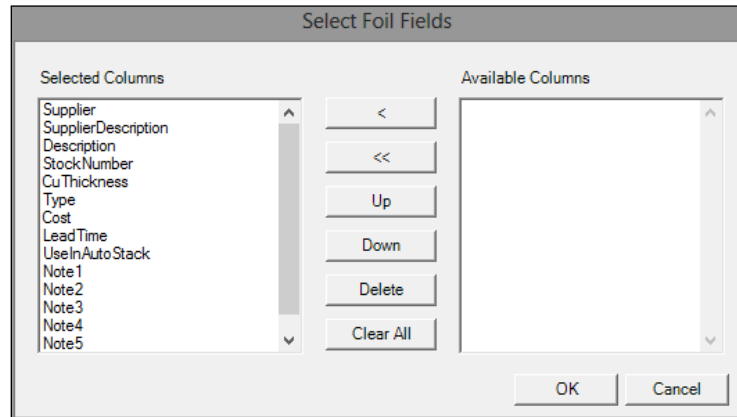 Select Foil Fields
Selected Columns
Available Columns
Supplier
SupplierDescription
Description
StockNumber
CuThickness
Type
Cost
LeadTime
UseInAutoStack
Note1
Note2
Note3
Note4
Note5
<
<<
Up
Down
Delete
Clear All
OK
Cancel